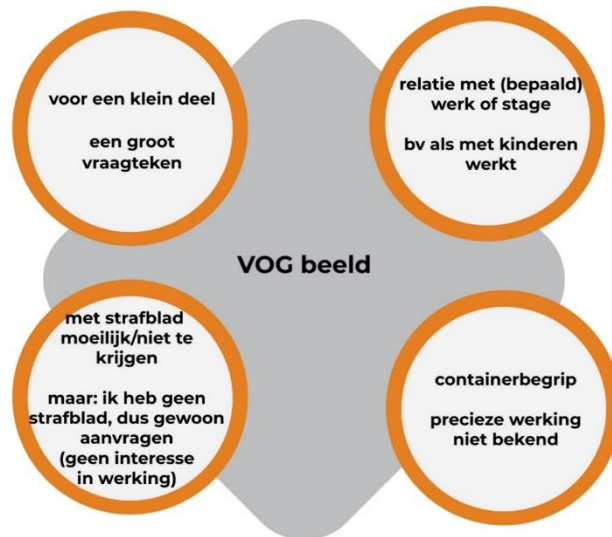 voor een klein deel
een groot
vraagteken
relatie met (bepaald)
werk of stage
bv als met kinderen
werkt
VOG beeld
met strafblad
moeilijk/niet te
krijgen
maar: ik heb geen
strafblad, dus gewoon
aanvragen
(geen interesse
in werking)
containerbegrip
precieze werking
niet bekend